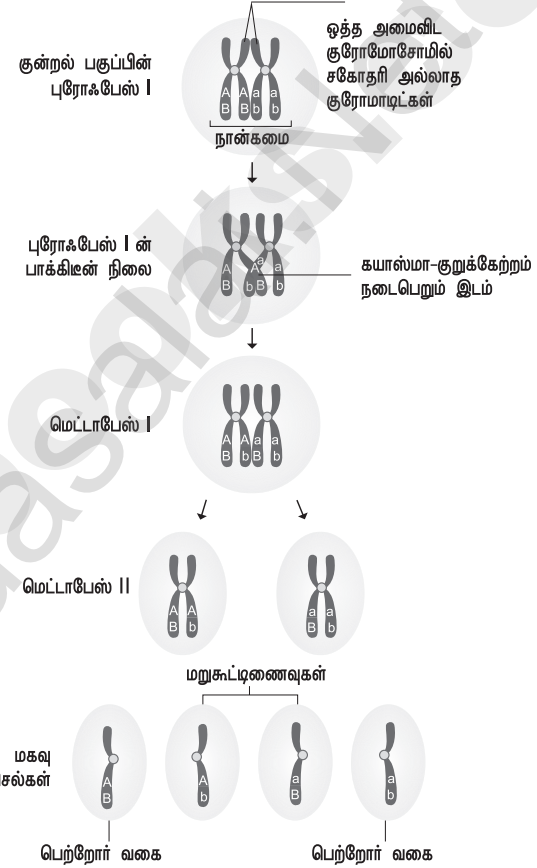 ஒத்த அமைவிட
குரோமோசோமில்
சகோதரி அல்லாத
குரோமாடிட்கள்
குன்றல் பகுப்பின்
புரோஃபேஸ் I
A A a a
B B b b
நான்கமை
புரோஃபேஸ் I ன்
பாக்கிடீன் நிலை
A A a a
B b B b
கயாஸ்மா-குறுக்கேற்றம்
நடைபெறும் இடம்
மெட்டாபேஸ் I
A A a a
B b B b
மெட்டாபேஸ் II
A A a a
B b B b
மறுகூட்டிணைவுகள்
மகவு
செல்கள்
A A a a
B b B b
பெற்றோர் வகை பெற்றோர் வகை